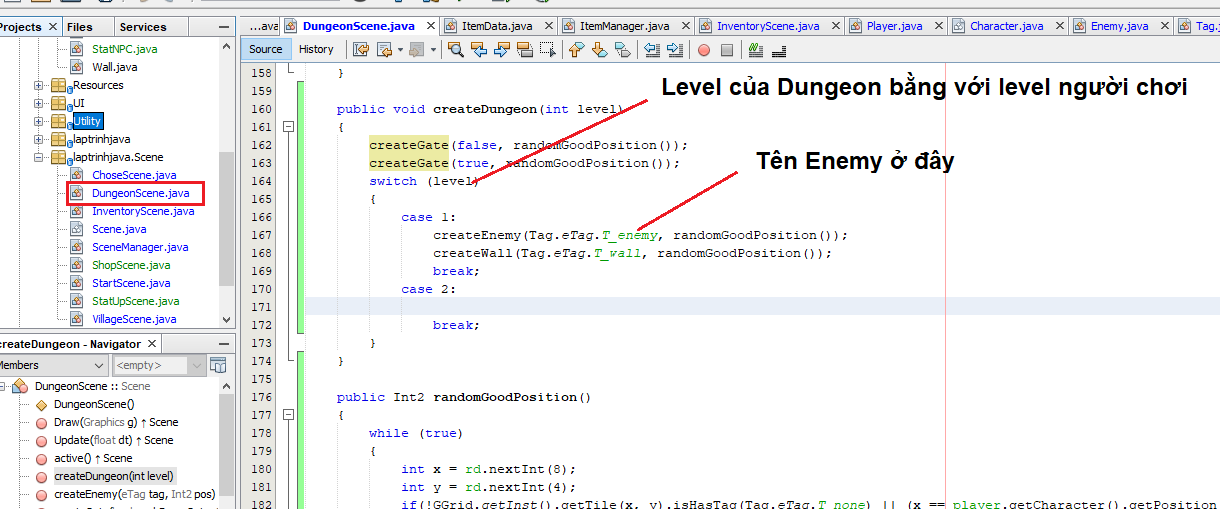 ...ava
DungeonScene.java
ItemData.java
ItemManager.java
InventoryScene.java
Player.java
Character.java
Enemy.java
Tag.j
Projects
Files
Services
Source
History
StatNPC.java
Wall.java
Resources
UI
Utility
laptrinhjava
laptrinhjava.Scene
ChoseScene.java
DungeonScene.java
InventoryScene.java
Scene.java
SceneManager.java
ShopScene.java
StartScene.java
StatUpScene.java
VillageScene.java
createDungeon - Navigator
Members
<empty>
DungeonScene :: Scene
DungeonScene()
Draw(Graphics g) ↑ Scene
Update(float dt) ↑ Scene
active() ↑ Scene
createDungeon(int level)
createEnemy(eTag tag, Int2 pos)
158 }
159
160 public void createDungeon(int level)
161 {
162 createGate(false, randomGoodPosition());
163 createGate(true, randomGoodPosition());
164 switch (level)
165 {
166 case 1:
167 createEnemy(Tag.eTag.T_enemy, randomGoodPosition());
168 createWall(Tag.eTag.T_wall, randomGoodPosition());
169 break;
170 case 2:
171
172 break;
173 }
174 }
175
176 public Int2 randomGoodPosition()
177 {
178 while (true)
179 {
180 int x = rd.nextInt(8);
181 int y = rd.nextInt(4);
182 if(!GGrid.getInst().getTile(x, y).isHasTag(Tag.eTag.T_none) || (x == player.getCharacter().getPosition
Level của Dungeon bằng với level người chơi
Tên Enemy ở đây